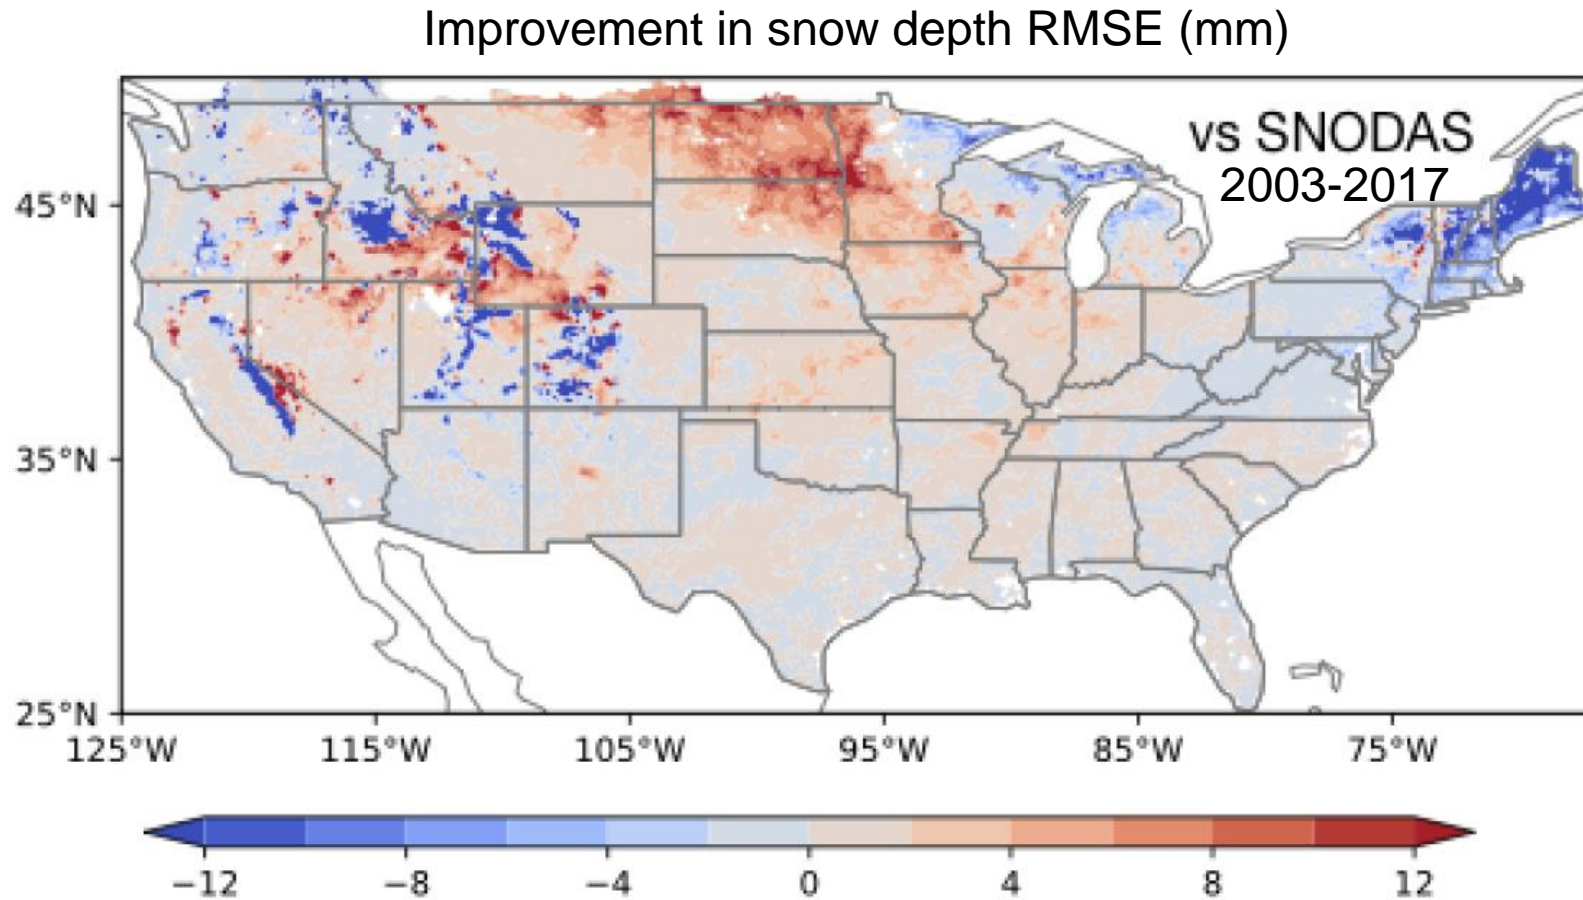 Improvement in snow depth RMSE (mm)
vs SNODAS
2003-2017
45°N
35°N
25°N
125°W 115°W 105°W 95°W 85°W 75°W
−12 −8 −4 0 4 8 12